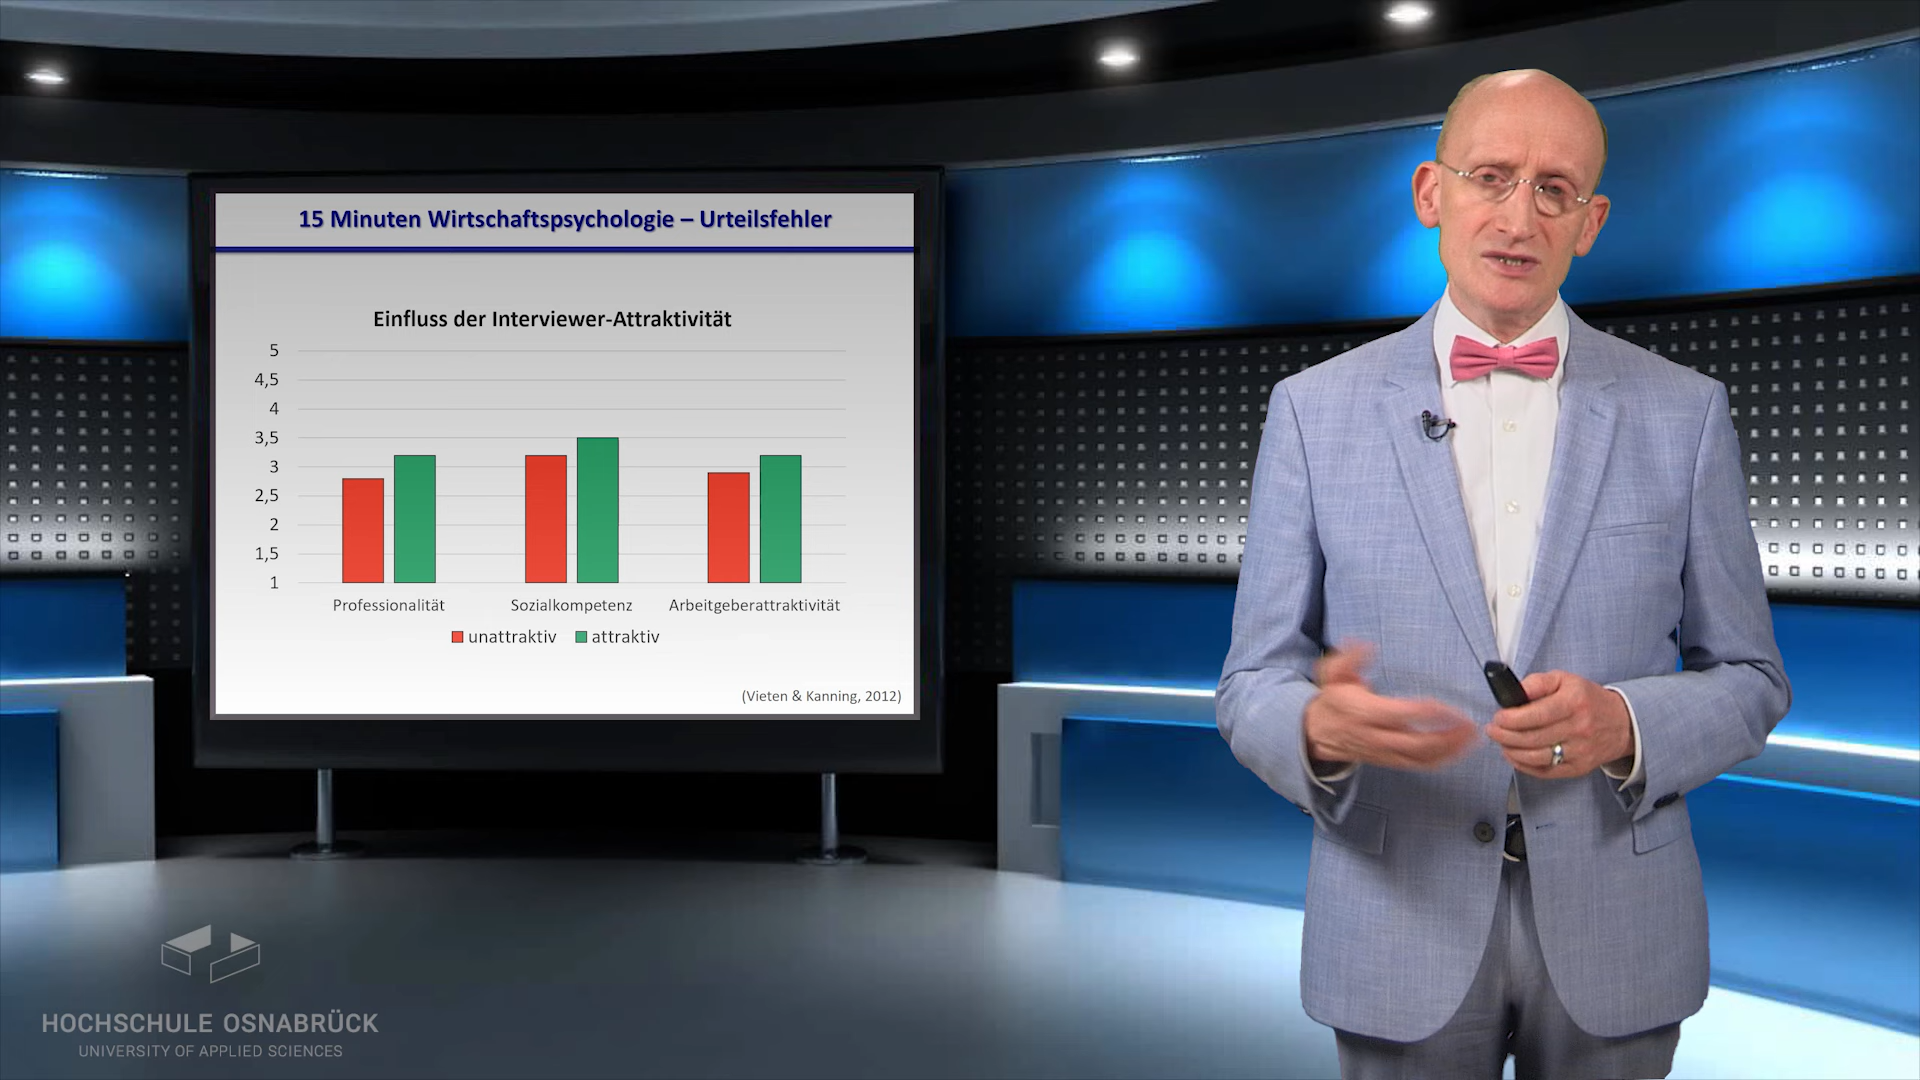 15 Minuten Wirtschaftspsychologie – Urteilsfehler
Einfluss der Interviewer-Attraktivität
5
4,5
4
3,5
3
2,5
2
1,5
1
Professionalität Sozialkompetenz Arbeitgeberattraktivität
unattraktiv attraktiv
(Vieten & Kanning, 2012)
HOCHSCHULE OSNABRÜCK
UNIVERSITY OF APPLIED SCIENCES